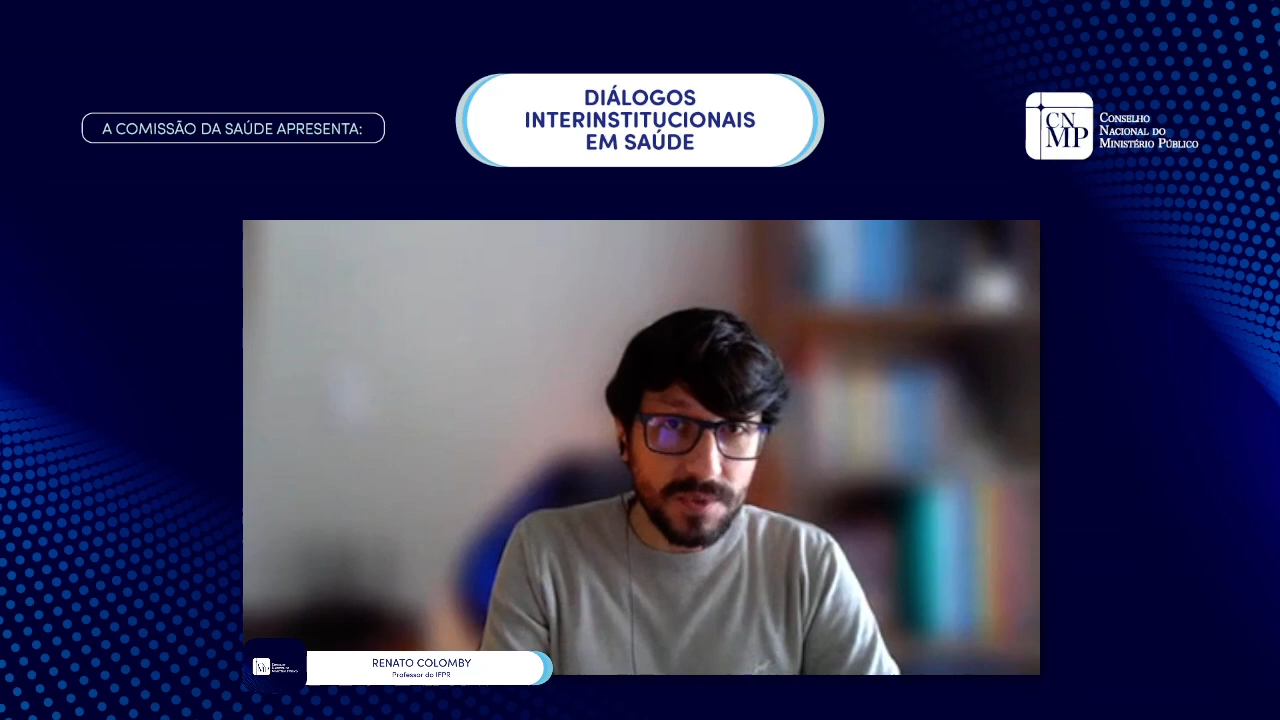 A COMISSÃO DA SAÚDE APRESENTA:
DIÁLOGOS
INTERINSTITUCIONAIS
EM SAÚDE
CN
MP
CONSELHO
NACIONAL DO
MINISTÉRIO PÚBLICO
RENATO COLOMBY
Professor do IFPR